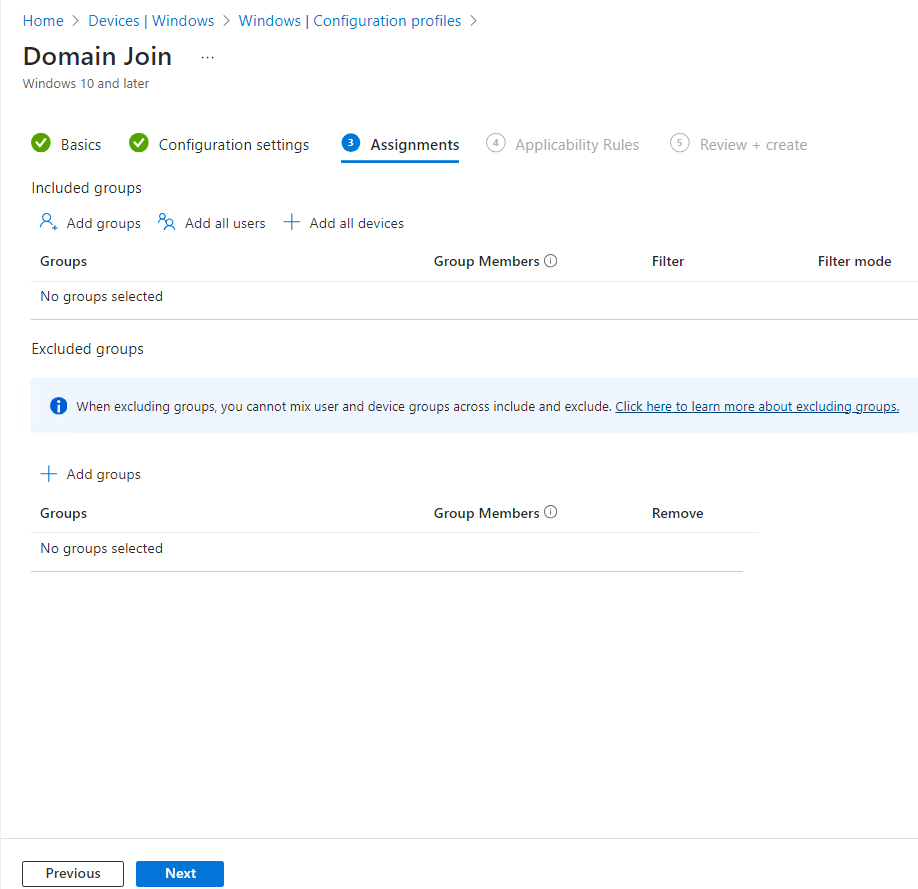 Home > Devices | Windows > Windows | Configuration profiles >
Domain Join ...
Windows 10 and later
Basics Configuration settings 3 Assignments 4 Applicability Rules 5 Review + create
Included groups
Add groups Add all users Add all devices
Groups Group Members Filter Filter mode
No groups selected
Excluded groups
When excluding groups, you cannot mix user and device groups across include and exclude. Click here to learn more about excluding groups.
Add groups
Groups Group Members Remove
No groups selected
Previous Next